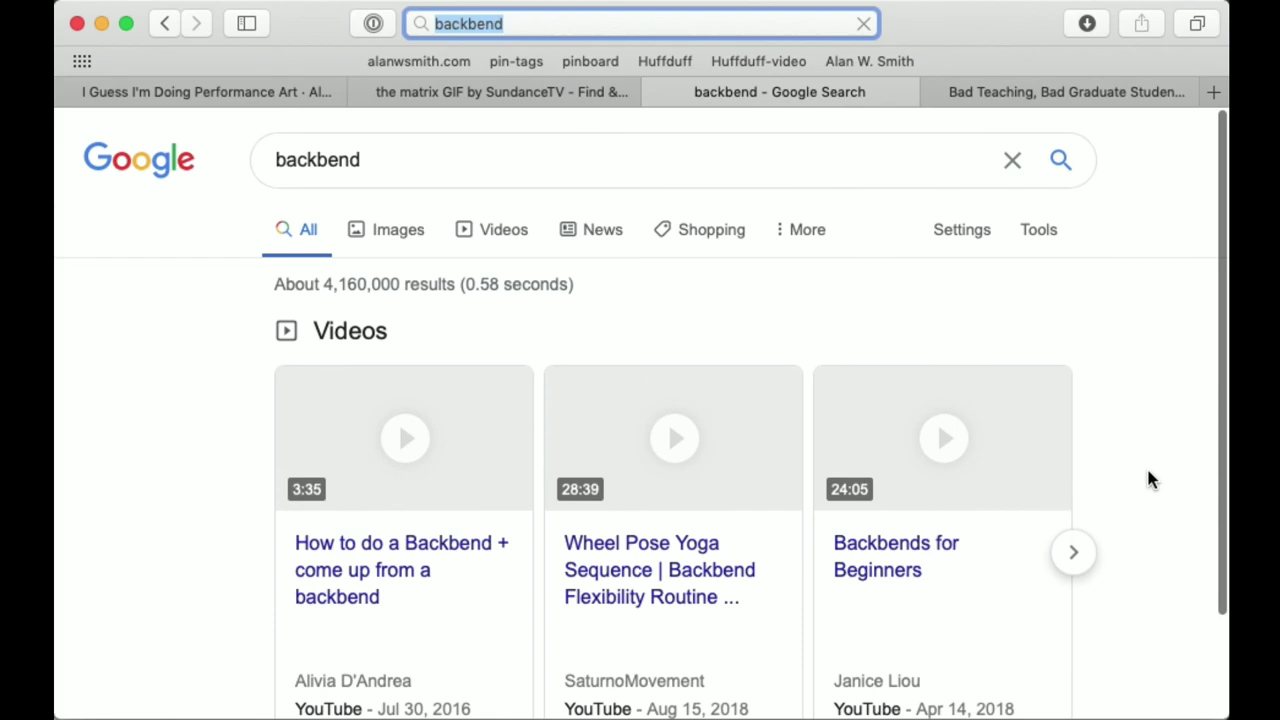 backbend
alanwsmith.com pin-tags pinboard Huffduff Huffduff-video Alan W. Smith
I Guess I'm Doing Performance Art · Al... the matrix GIF by SundanceTV - Find &... backbend - Google Search Bad Teaching, Bad Graduate Studen...
Google backbend
All Images Videos News Shopping More Settings Tools
About 4,160,000 results (0.58 seconds)
Videos
3:35 28:39 24:05
How to do a Backbend +
come up from a
backbend
Wheel Pose Yoga
Sequence | Backbend
Flexibility Routine ...
Backbends for
Beginners
Alivia D'Andrea SaturnoMovement Janice Liou
YouTube - Jul 30, 2016 YouTube - Aug 15, 2018 YouTube - Apr 14, 2018